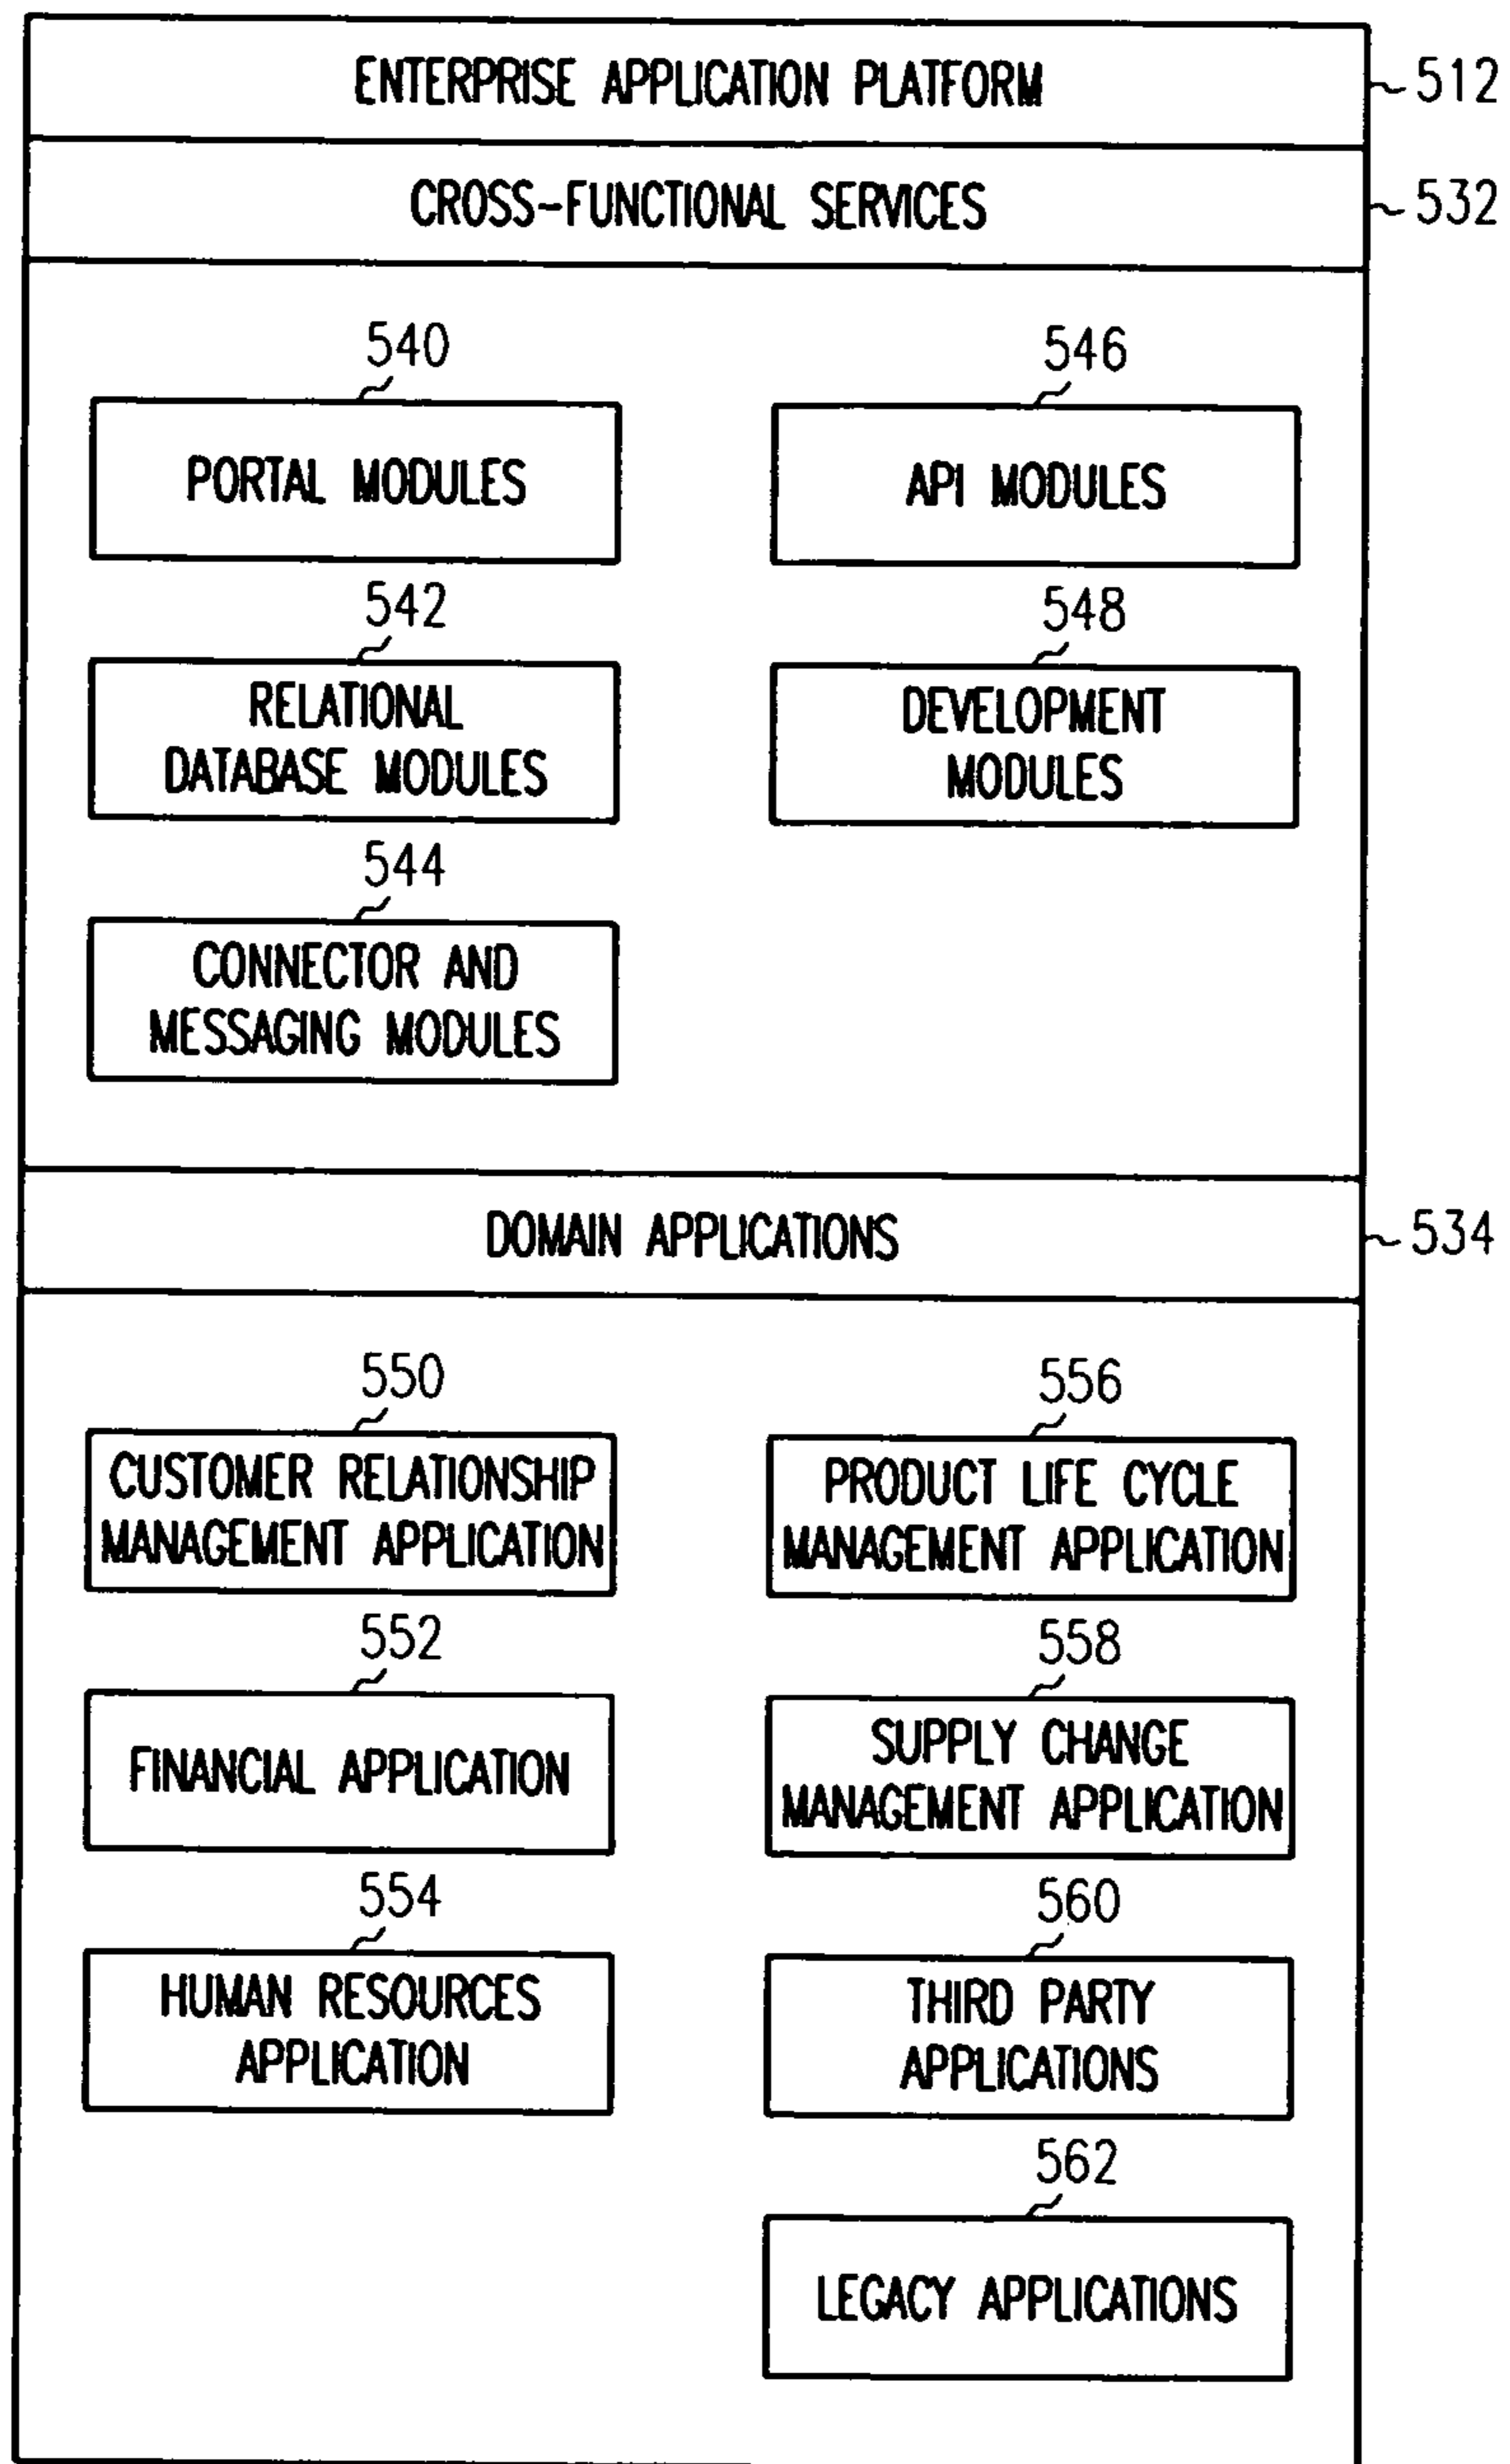 ENTERPRISE APPLICATION PLATFORM
512
CROSS-FUNCTIONAL SERVICES
532
540
PORTAL MODULES
546
API MODULES
542
RELATIONAL
DATABASE MODULES
548
DEVELOPMENT
MODULES
544
CONNECTOR AND
MESSAGING MODULES
DOMAIN APPLICATIONS
534
550
CUSTOMER RELATIONSHIP
MANAGEMENT APPLICATION
556
PRODUCT LIFE CYCLE
MANAGEMENT APPLICATION
552
FINANCIAL APPLICATION
558
SUPPLY CHANGE
MANAGEMENT APPLICATION
554
HUMAN RESOURCES
APPLICATION
560
THIRD PARTY
APPLICATIONS
562
LEGACY APPLICATIONS